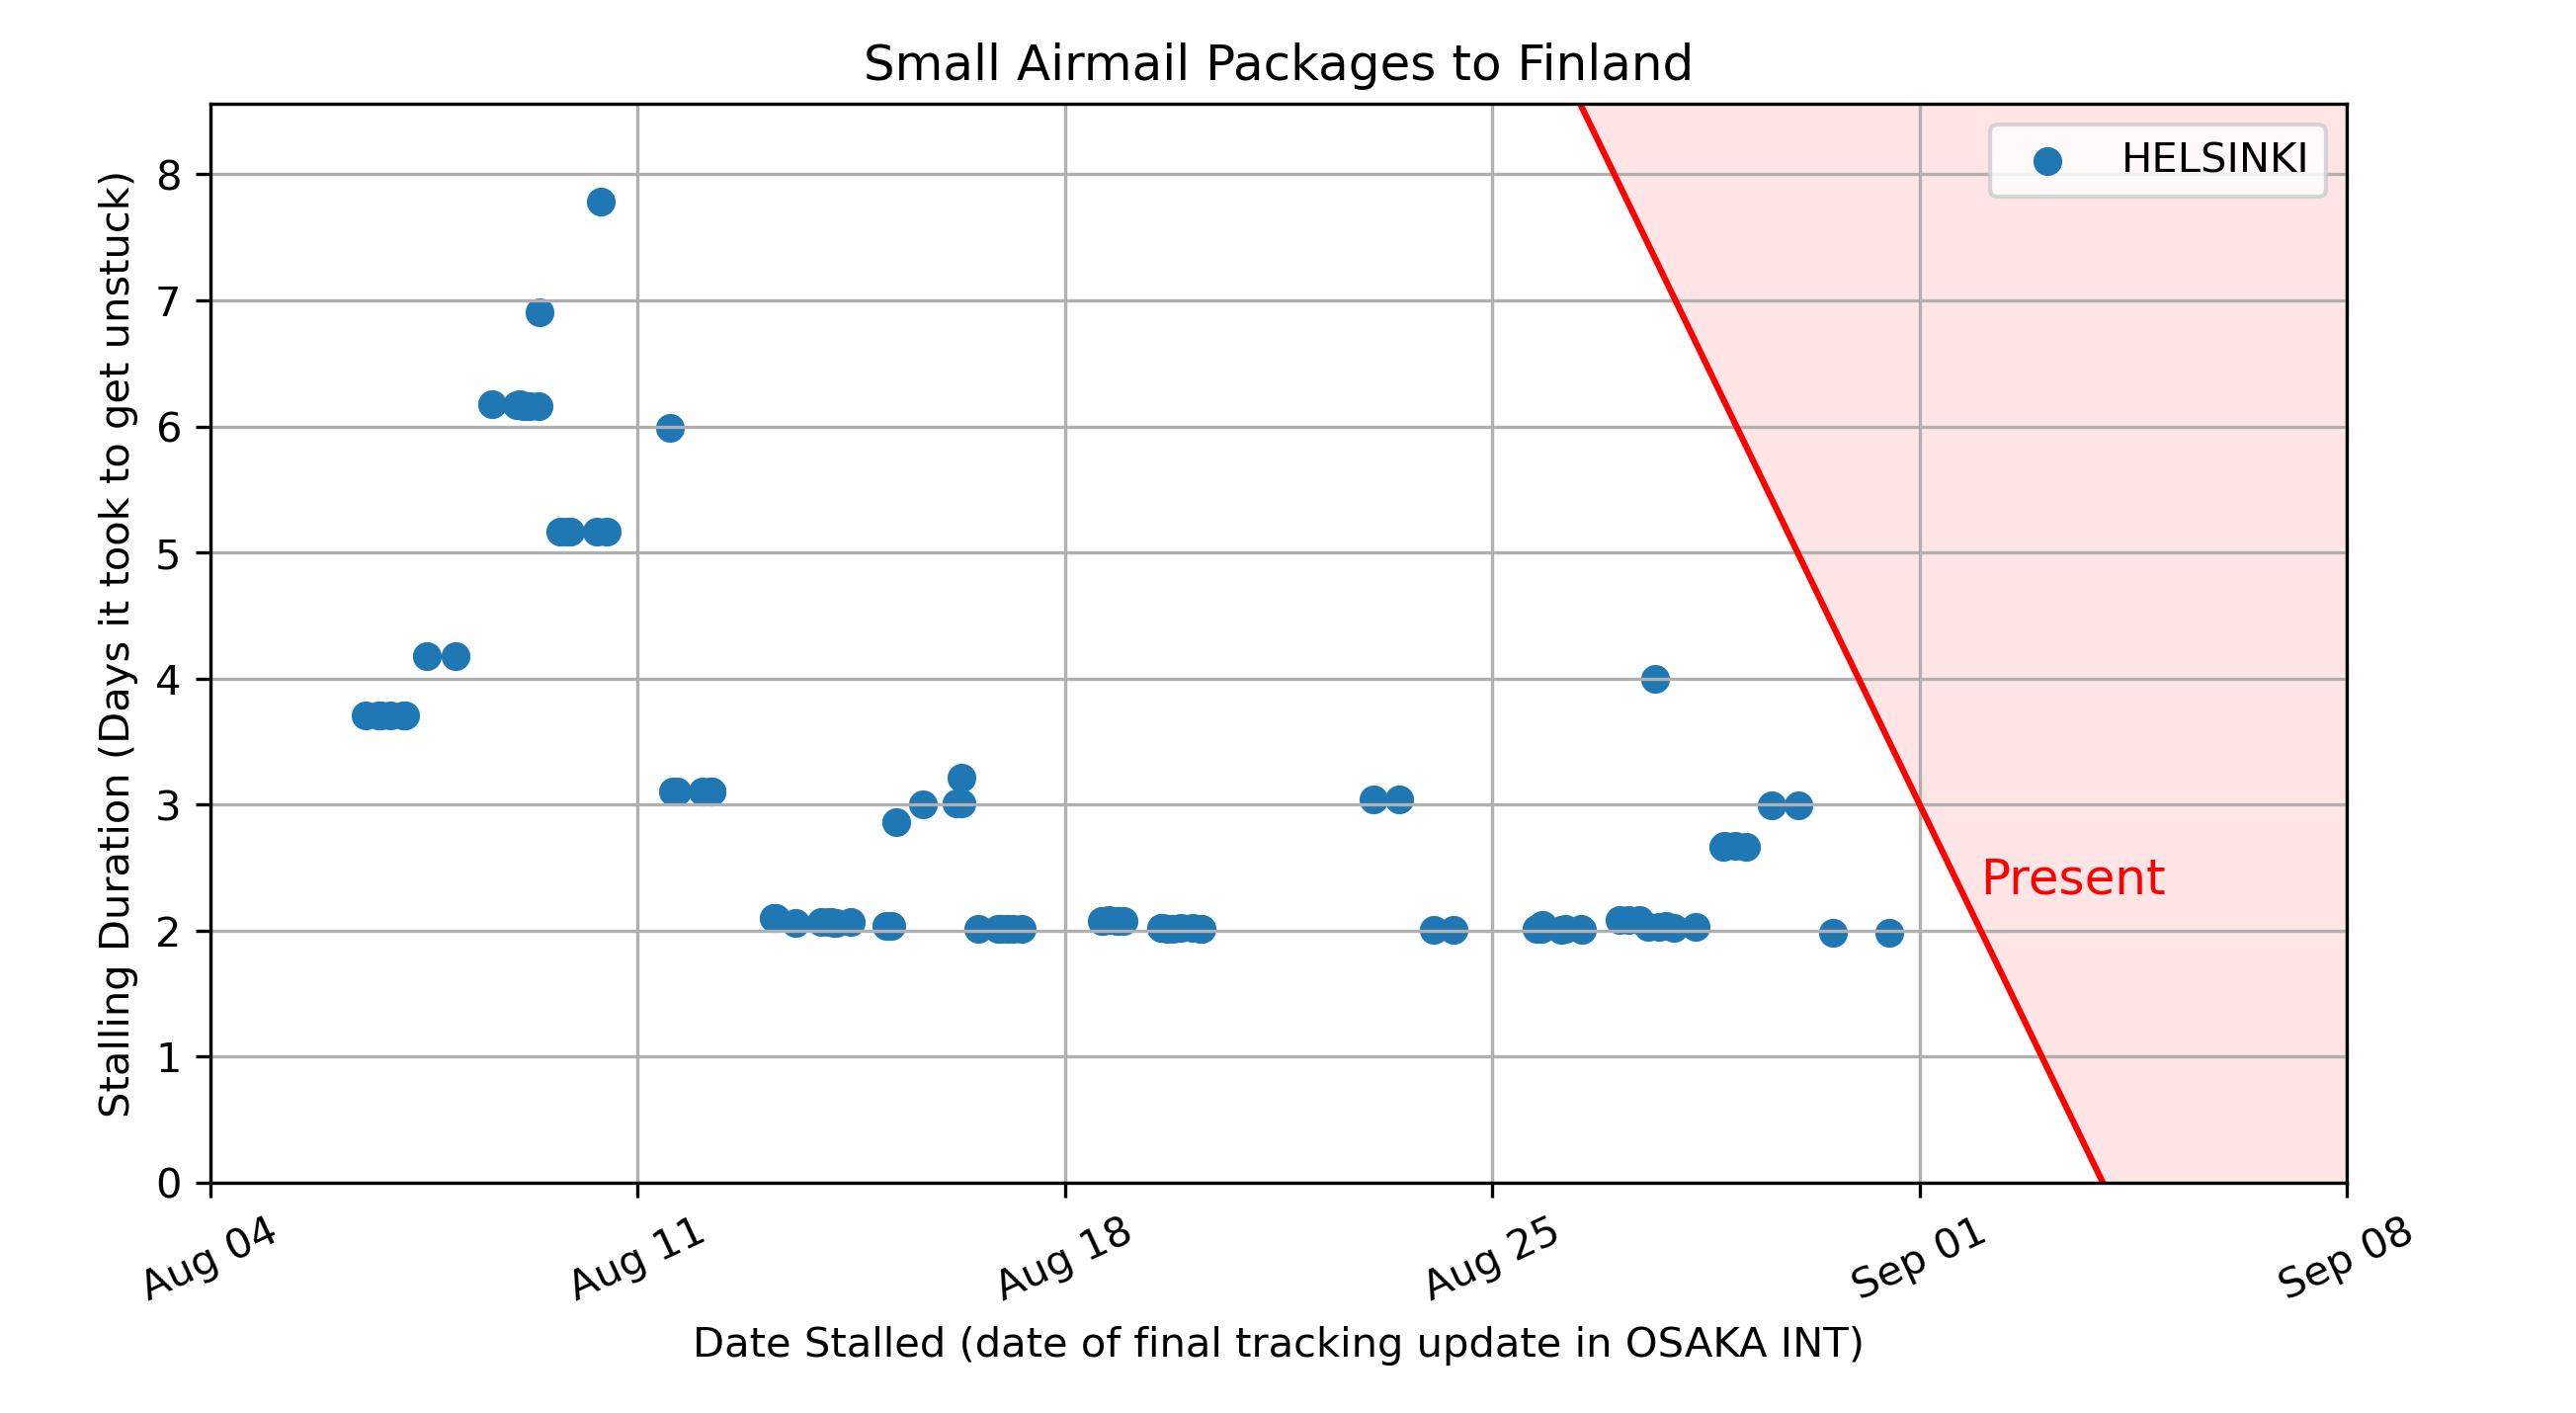 Small Airmail Packages to Finland
HELSINKI
Stalling Duration (Days it took to get unstuck)
8
7
6
5
4
3
2
1
0
Present
Aug 04
Aug 11
Aug 18
Aug 25
Sep 01
Sep 08
Date Stalled (date of final tracking update in OSAKA INT)